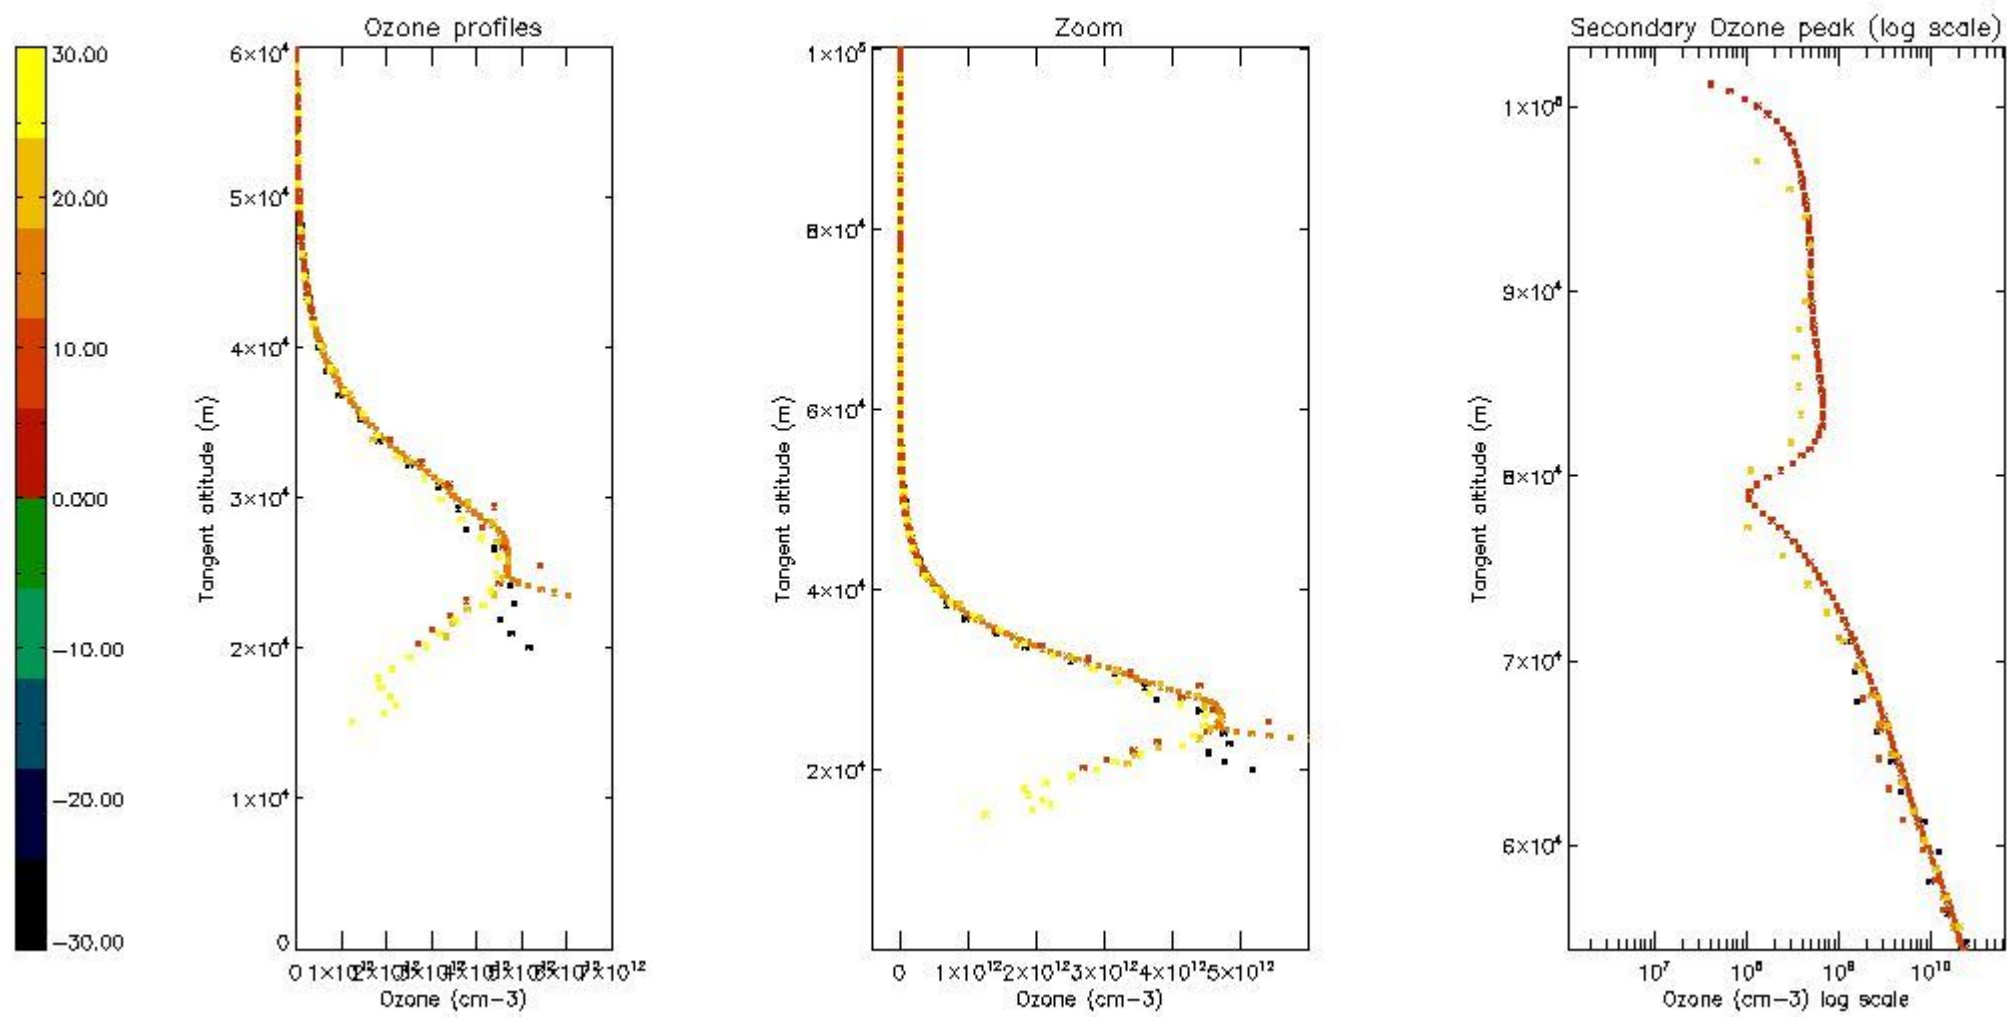 Ozone profiles
Zoom
Secondary Ozone peak (log scale)
30.00
20.00
10.00
-10.00
-20.00
-30.00
6×10⁴
5×10⁴
4×10⁴
3×10⁴
2×10⁴
1×10⁴
0
Tangent altitude (m)
Ozone (cm-3)
1×10⁵
8×10⁴
6×10⁴
4×10⁴
2×10⁴
Tangent altitude (m)
0 1×10¹² 2×10¹² 3×10¹² 4×10¹² 5×10¹²
Ozone (cm-3)
9×10⁴
8×10⁴
7×10⁴
6×10⁴
Tangent altitude (m)
10⁷ 10⁸ 10⁹ 10¹⁰
Ozone (cm-3) log scale